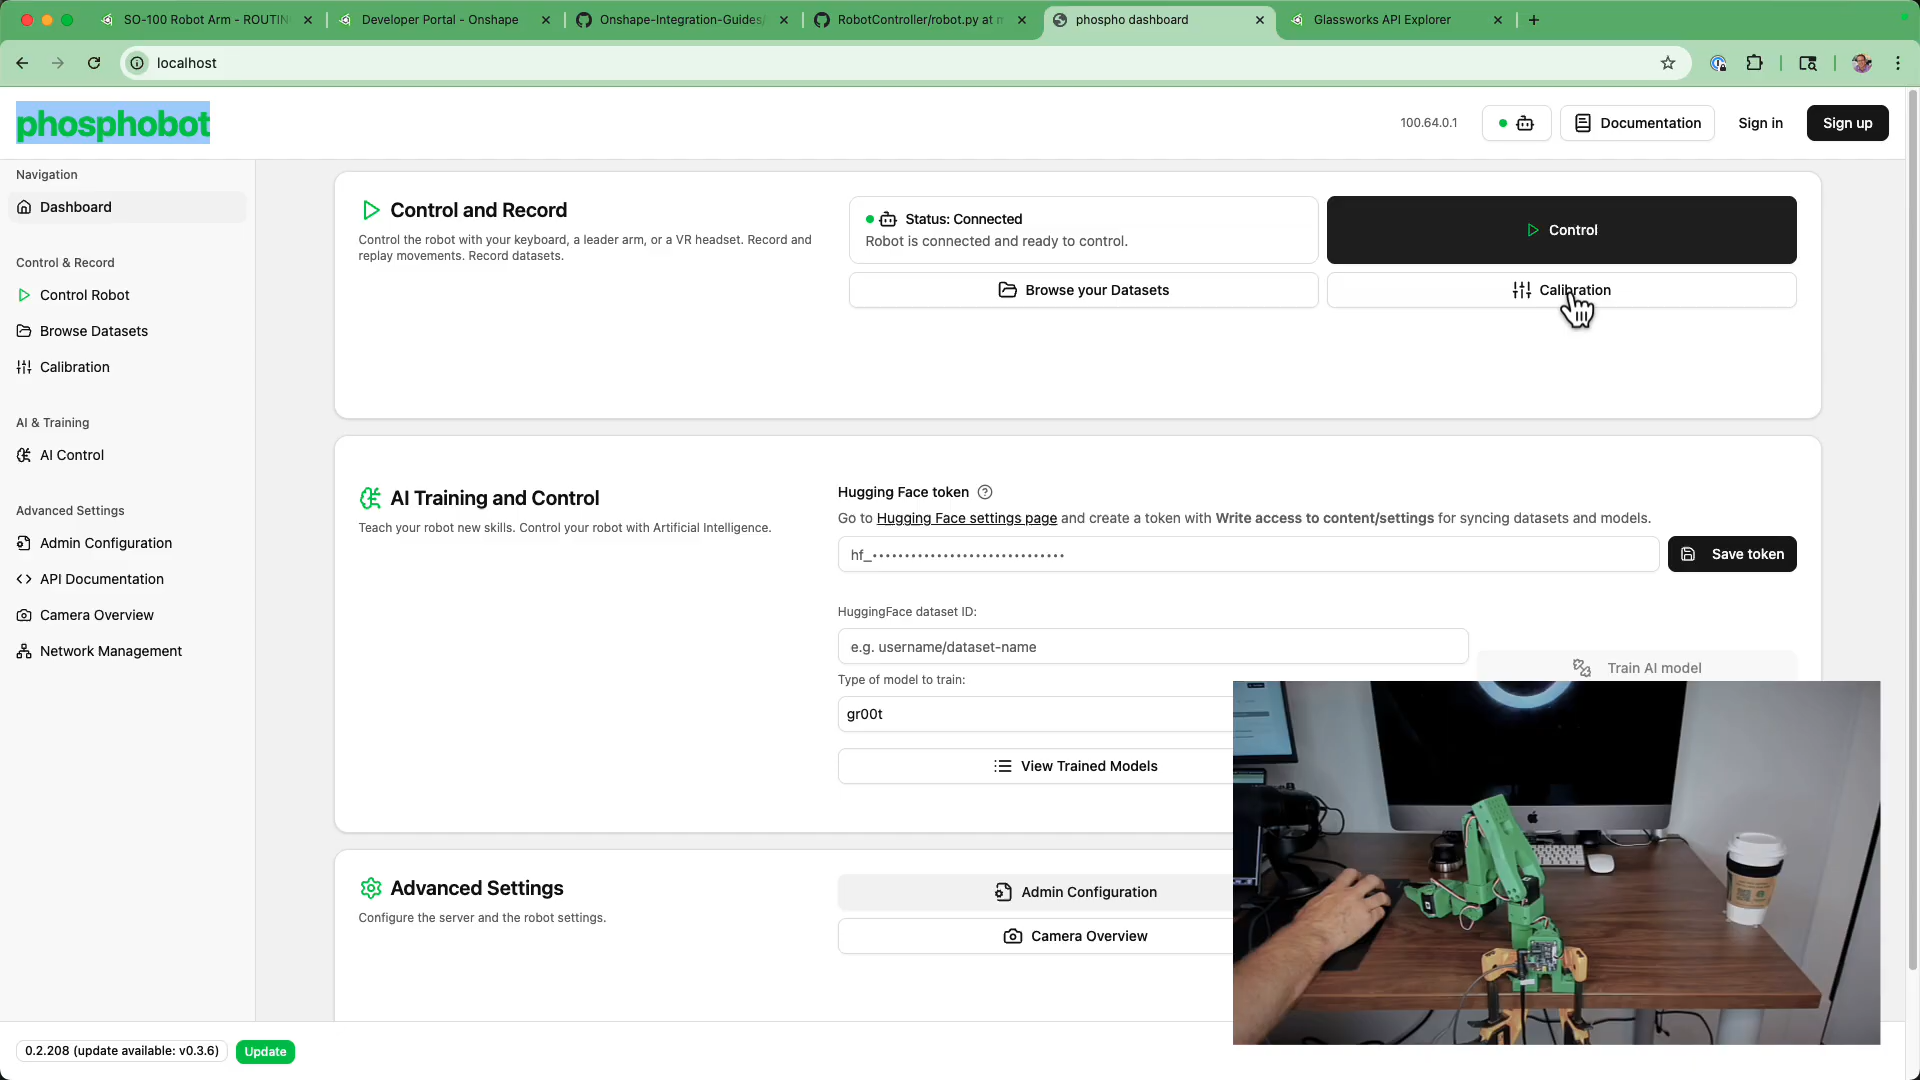 SO-100 Robot Arm - ROUTIN
Developer Portal - Onshape
Onshape-Integration-Guides/
RobotController/robot.py at m
phospho dashboard
Glassworks API Explorer
localhost
phosphobot
100.64.0.1
Documentation
Sign in
Sign up
Navigation
Dashboard
Control & Record
Control Robot
Browse Datasets
Calibration
AI & Training
AI Control
Advanced Settings
Admin Configuration
API Documentation
Camera Overview
Network Management
Control and Record
Control the robot with your keyboard, a leader arm, or a VR headset. Record and
replay movements. Record datasets.
Status: Connected
Robot is connected and ready to control.
Control
Browse your Datasets
Calibration
AI Training and Control
Teach your robot new skills. Control your robot with Artificial Intelligence.
Hugging Face token
Go to Hugging Face settings page and create a token with Write access to content/settings for syncing datasets and models.
hf_••••••••••••••••••••••••••••••
Save token
HuggingFace dataset ID:
e.g. username/dataset-name
Train AI model
Type of model to train:
gr00t
View Trained Models
Advanced Settings
Configure the server and the robot settings.
Admin Configuration
Camera Overview
0.2.208 (update available: v0.3.6)
Update